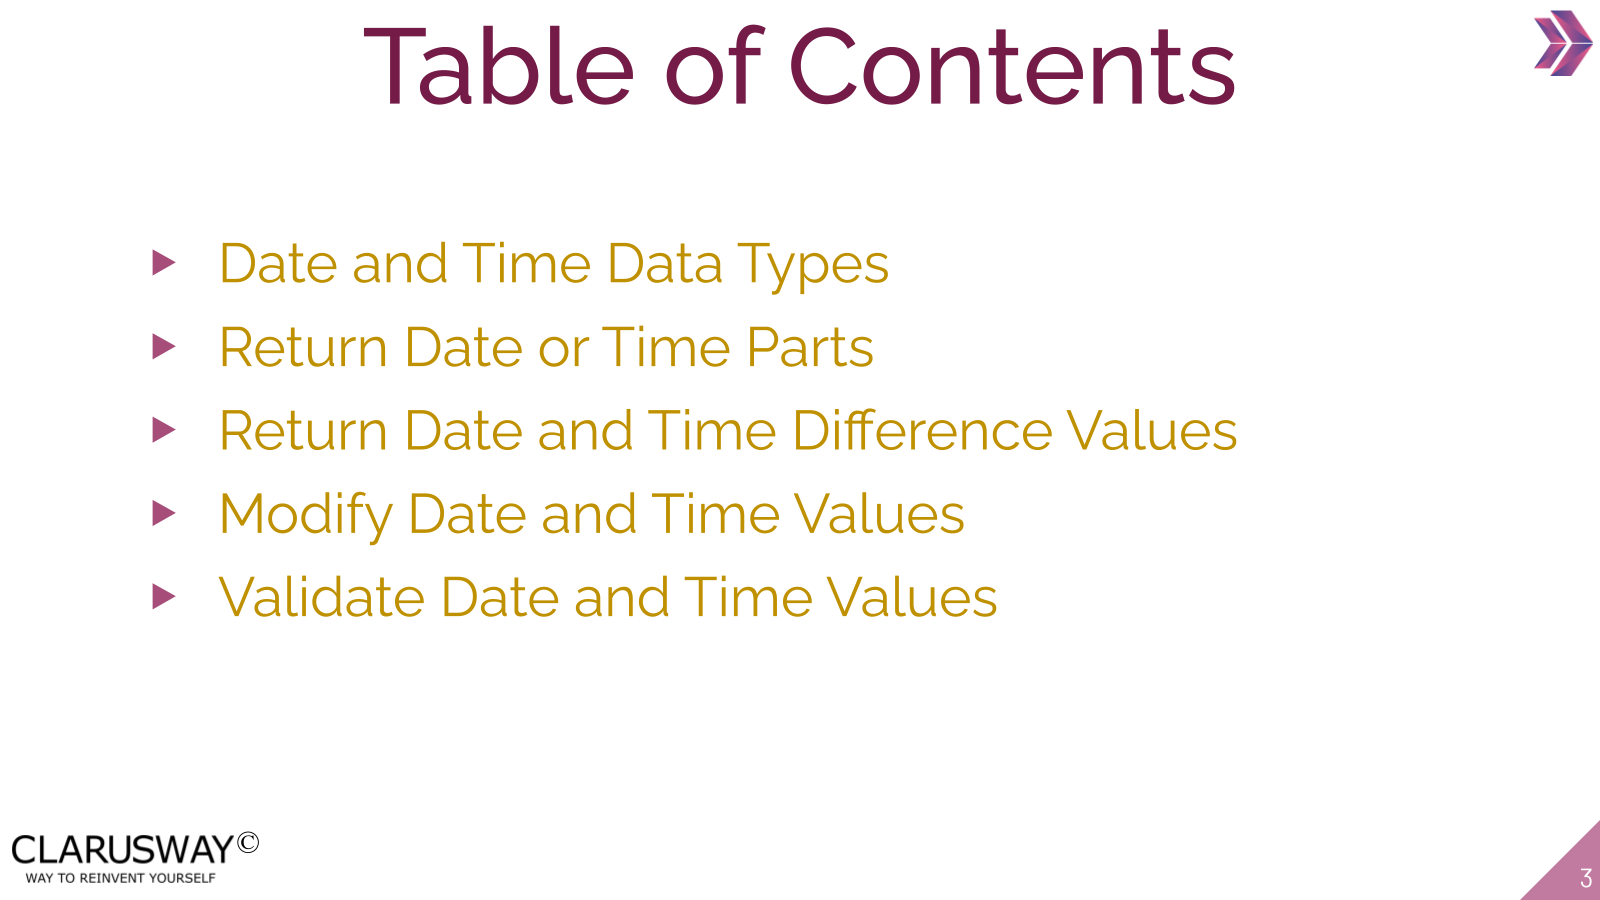 Table of Contents
Date and Time Data Types
Return Date or Time Parts
Return Date and Time Difference Values
Modify Date and Time Values
Validate Date and Time Values
CLARUSWAY©
WAY TO REINVENT YOURSELF
3